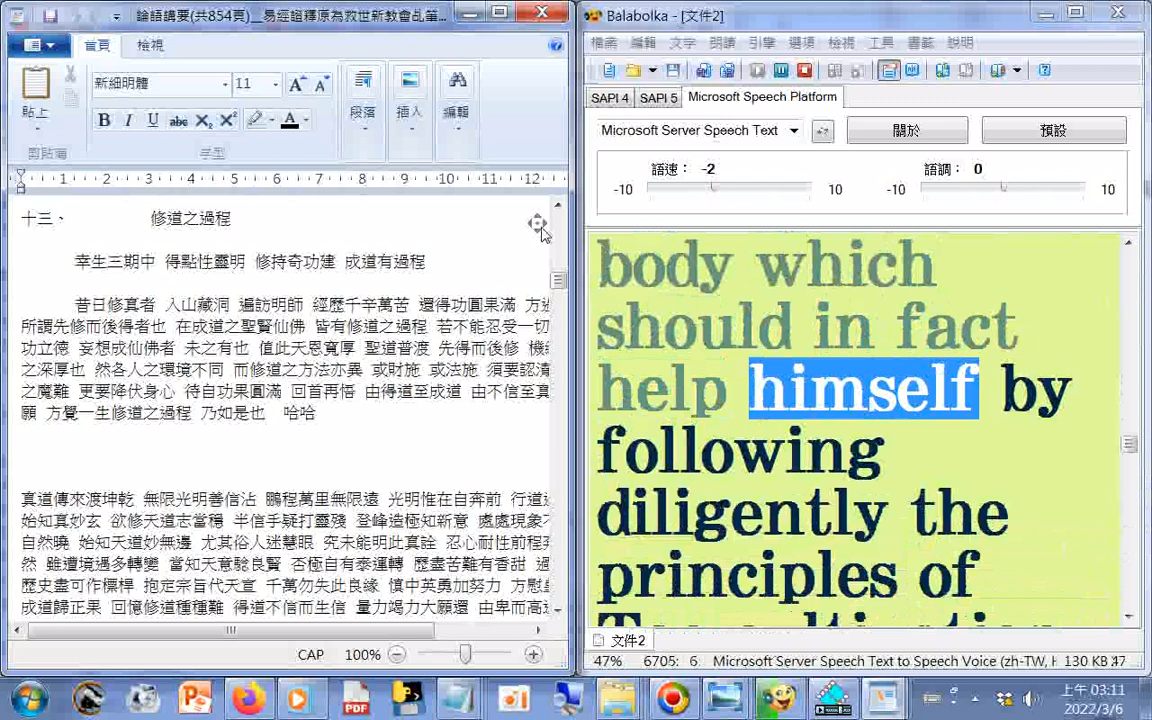 論語講要(共854頁)__易經證釋原為救世新教會乩筆...
首頁 檢視
貼上
剪貼簿
新細明體 11
B I U abc X₂ X²
字型
段落
插入
編輯
1 2 3 4 5 6 7 8 9 10 11 12
十三、 修道之過程
幸生三期中 得點性靈明 修持奇功建 成道有過程
昔日修真者 入山藏洞 遍訪明師 經歷千辛萬苦 還得功圓果滿 方
所謂先修而後得者也 在成道之聖賢仙佛 皆有修道之過程 若不能忍受一切
功立德 妄想成仙佛者 未之有也 值此天恩寬厚 聖道普渡 先得而後修 機
之深厚也 然各人之環境不同 而修道之方法亦異 或財施 或法施 須要認清
之魔難 更要降伏身心 待自功果圓滿 回首再悟 由得道至成道 由不信至真
願 方覺一生修道之過程 乃如是也 哈哈
真道傳來渡坤乾 無限光明善信沾 鵬程萬里無限遠 光明惟在自奔前 行道
始知真妙玄 欲修天道志當穩 半信半疑打靈殘 登峰造極知新意 處處現象
自然曉 始知天道妙無邊 尤其俗人迷慧眼 究未能明此真詮 忍心耐性前程
然 雖遭境遇多轉變 當知天意驗良賢 否極自有泰運轉 歷盡苦難有香甜 過
歷史盡可作標桿 抱定宗旨代天宣 千萬勿失此良緣 慎中英勇加努力 方慰
成道歸正果 回憶修道種種難 得道不信而生信 量力竭力大願還 由卑而高
CAP 100%
Balabolka - [文件2]
檔案 編輯 文字 朗讀 引擎 選項 檢視 工具 書籤 說明
SAPI 4 SAPI 5 Microsoft Speech Platform
Microsoft Server Speech Text 關於 預設
語速： -2 語調： 0
-10 10 -10 10
body which
should in fact
help himself by
following
diligently the
principles of
文件2
47% 6705: 6 Microsoft Server Speech Text to Speech Voice (zh-TW, H 130 KB 47
上午 03:11
2022/3/6